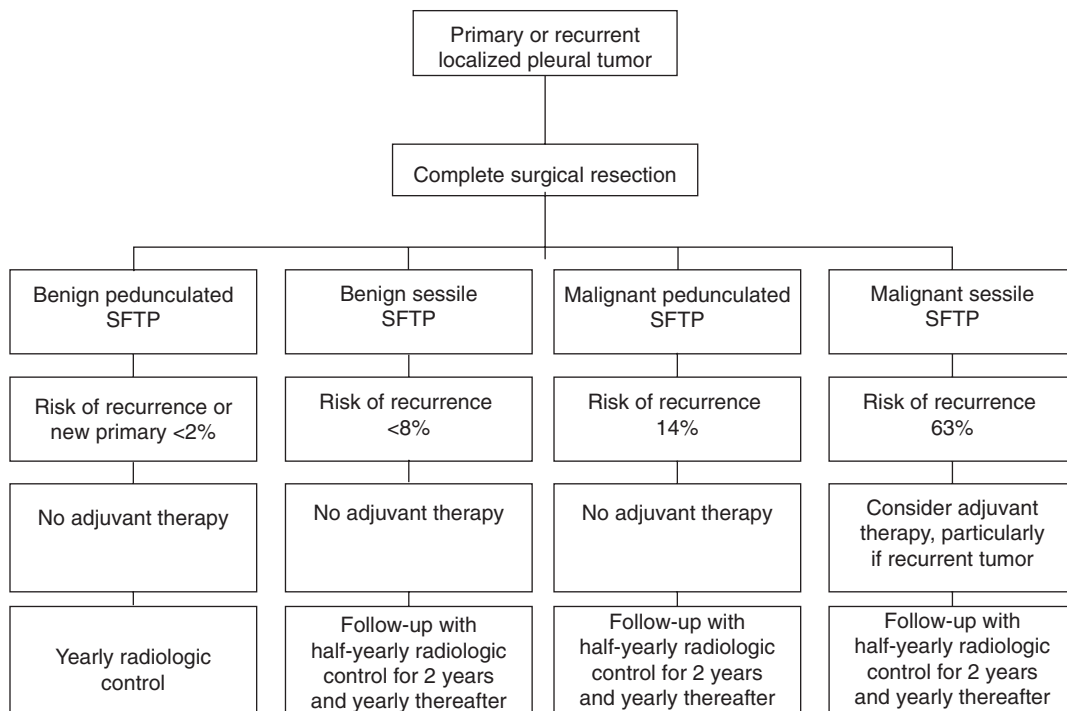 Primary or recurrent
localized pleural tumor
Complete surgical resection
Benign pedunculated
SFTP
Benign sessile
SFTP
Malignant pedunculated
SFTP
Malignant sessile
SFTP
Risk of recurrence or
new primary <2%
Risk of recurrence
<8%
Risk of recurrence
14%
Risk of recurrence
63%
No adjuvant therapy
No adjuvant therapy
No adjuvant therapy
Consider adjuvant
therapy, particularly
if recurrent tumor
Yearly radiologic
control
Follow-up with
half-yearly radiologic
control for 2 years
and yearly thereafter
Follow-up with
half-yearly radiologic
control for 2 years
and yearly thereafter
Follow-up with
half-yearly radiologic
control for 2 years
and yearly thereafter